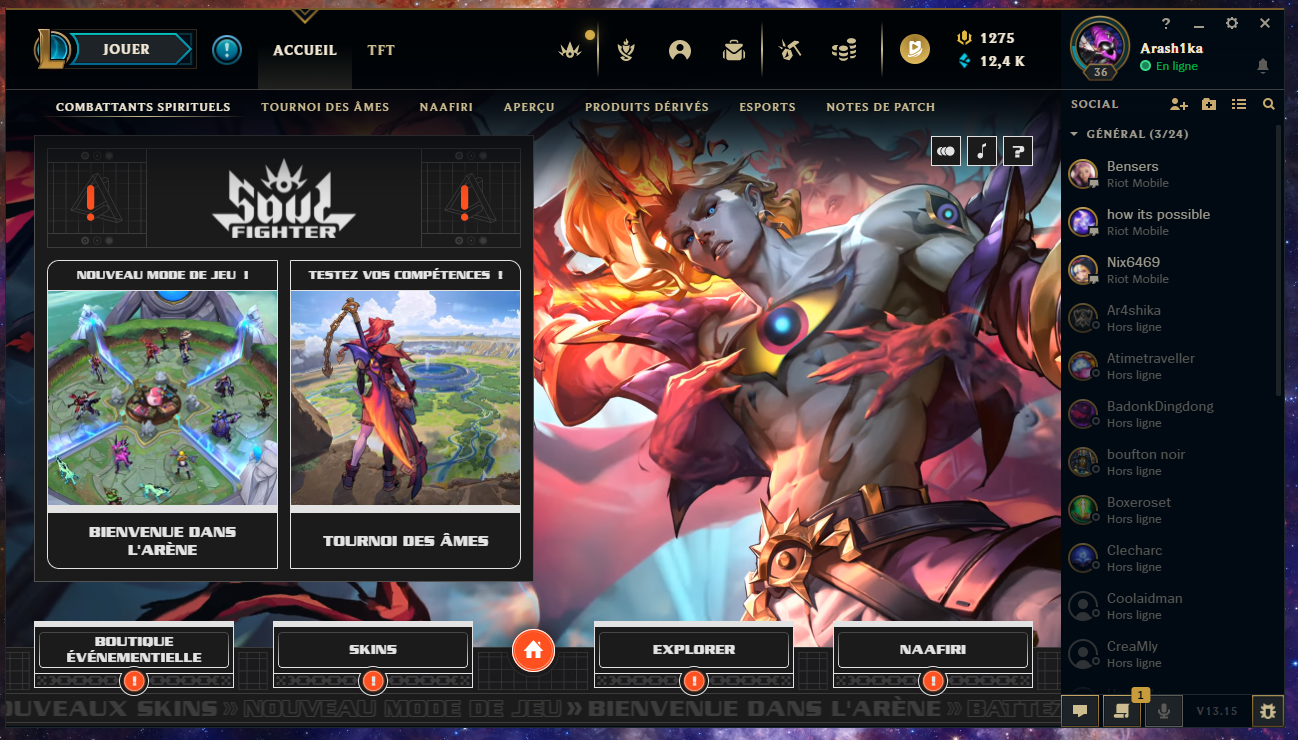 JOUER
ACCUEIL
TFT
1275
12,4 K
36
Arash1ka
En ligne
COMBATTANTS SPIRITUELS
TOURNOI DES ÂMES
NAAFIRI
APERÇU
PRODUITS DÉRIVÉS
ESPORTS
NOTES DE PATCH
SOCIAL
GÉNÉRAL (3/24)
SOUL
FIGHTER
NOUVEAU MODE DE JEU !
BIENVENUE DANS
L'ARÈNE
TESTEZ VOS COMPÉTENCES !
TOURNOI DES ÂMES
Bensers
Riot Mobile
how its possible
Riot Mobile
Nix6469
Riot Mobile
Ar4shika
Hors ligne
Atimetraveller
Hors ligne
BadonkDingdong
Hors ligne
boufton noir
Hors ligne
Boxeroset
Hors ligne
Clecharc
Hors ligne
Coolaidman
Hors ligne
CreaMly
Hors ligne
BOUTIQUE
ÉVÉNEMENTIELLE
SKINS
EXPLORER
NAAFIRI
OUVEAUX SKINS » NOUVEAU MODE DE JEU » BIENVENUE DANS L'ARÈNE » BATTEZ
1
V13.15